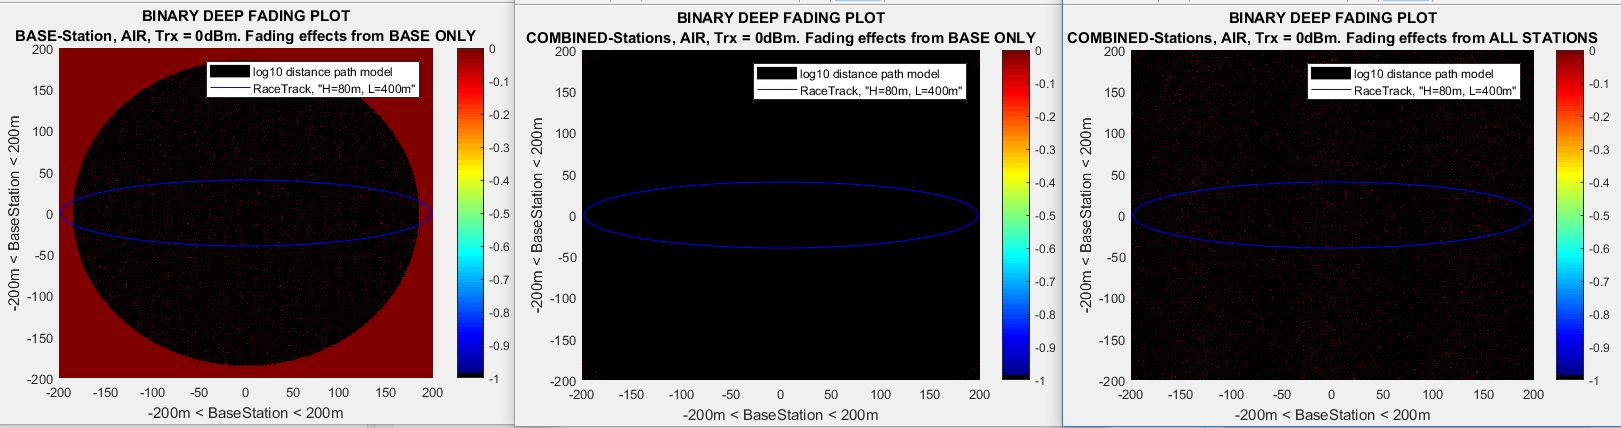 BINARY DEEP FADING PLOT
BASE-Station, AIR, Trx = 0dBm. Fading effects from BASE ONLY
log10 distance path model
RaceTrack, "H=80m, L=400m"
200
150
100
50
0
-50
-100
-150
-200
-200m < BaseStation < 200m
-200 -150 -100 -50 0 50 100 150 200
-200m < BaseStation < 200m
0
-0.1
-0.2
-0.3
-0.4
-0.5
-0.6
-0.7
-0.8
-0.9
-1
BINARY DEEP FADING PLOT
COMBINED-Stations, AIR, Trx = 0dBm. Fading effects from BASE ONLY
log10 distance path model
RaceTrack, "H=80m, L=400m"
200
150
100
50
0
-50
-100
-150
-200
-200m < BaseStation < 200m
-200 -150 -100 -50 0 50 100 150 200
-200m < BaseStation < 200m
0
-0.1
-0.2
-0.3
-0.4
-0.5
-0.6
-0.7
-0.8
-0.9
-1
BINARY DEEP FADING PLOT
COMBINED-Stations, AIR, Trx = 0dBm. Fading effects from ALL STATIONS
log10 distance path model
RaceTrack, "H=80m, L=400m"
200
150
100
50
0
-50
-100
-150
-200
-200m < BaseStation < 200m
-200 -150 -100 -50 0 50 100 150 200
-200m < BaseStation < 200m
0
-0.1
-0.2
-0.3
-0.4
-0.5
-0.6
-0.7
-0.8
-0.9
-1